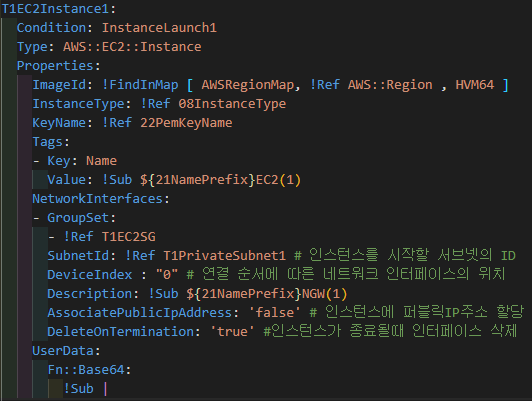 T1EC2Instance1:
Condition: InstanceLaunch1
Type: AWS::EC2::Instance
Properties:
ImageId: !FindInMap [ AWSRegionMap, !Ref AWS::Region , HVM64 ]
InstanceType: !Ref 08InstanceType
KeyName: !Ref 22PemKeyName
Tags:
- Key: Name
Value: !Sub ${21NamePrefix}EC2(1)
NetworkInterfaces:
- GroupSet:
- !Ref T1EC2SG
SubnetId: !Ref T1PrivateSubnet1 # 인스턴스를 시작할 서브넷의 ID
DeviceIndex : "0" # 연결 순서에 따른 네트워크 인터페이스의 위치
Description: !Sub ${21NamePrefix}NGW(1)
AssociatePublicIpAddress: 'false' # 인스턴스에 퍼블릭IP주소 할당
DeleteOnTermination: 'true' #인스턴스가 종료될때 인터페이스 삭제
UserData:
Fn::Base64:
!Sub |